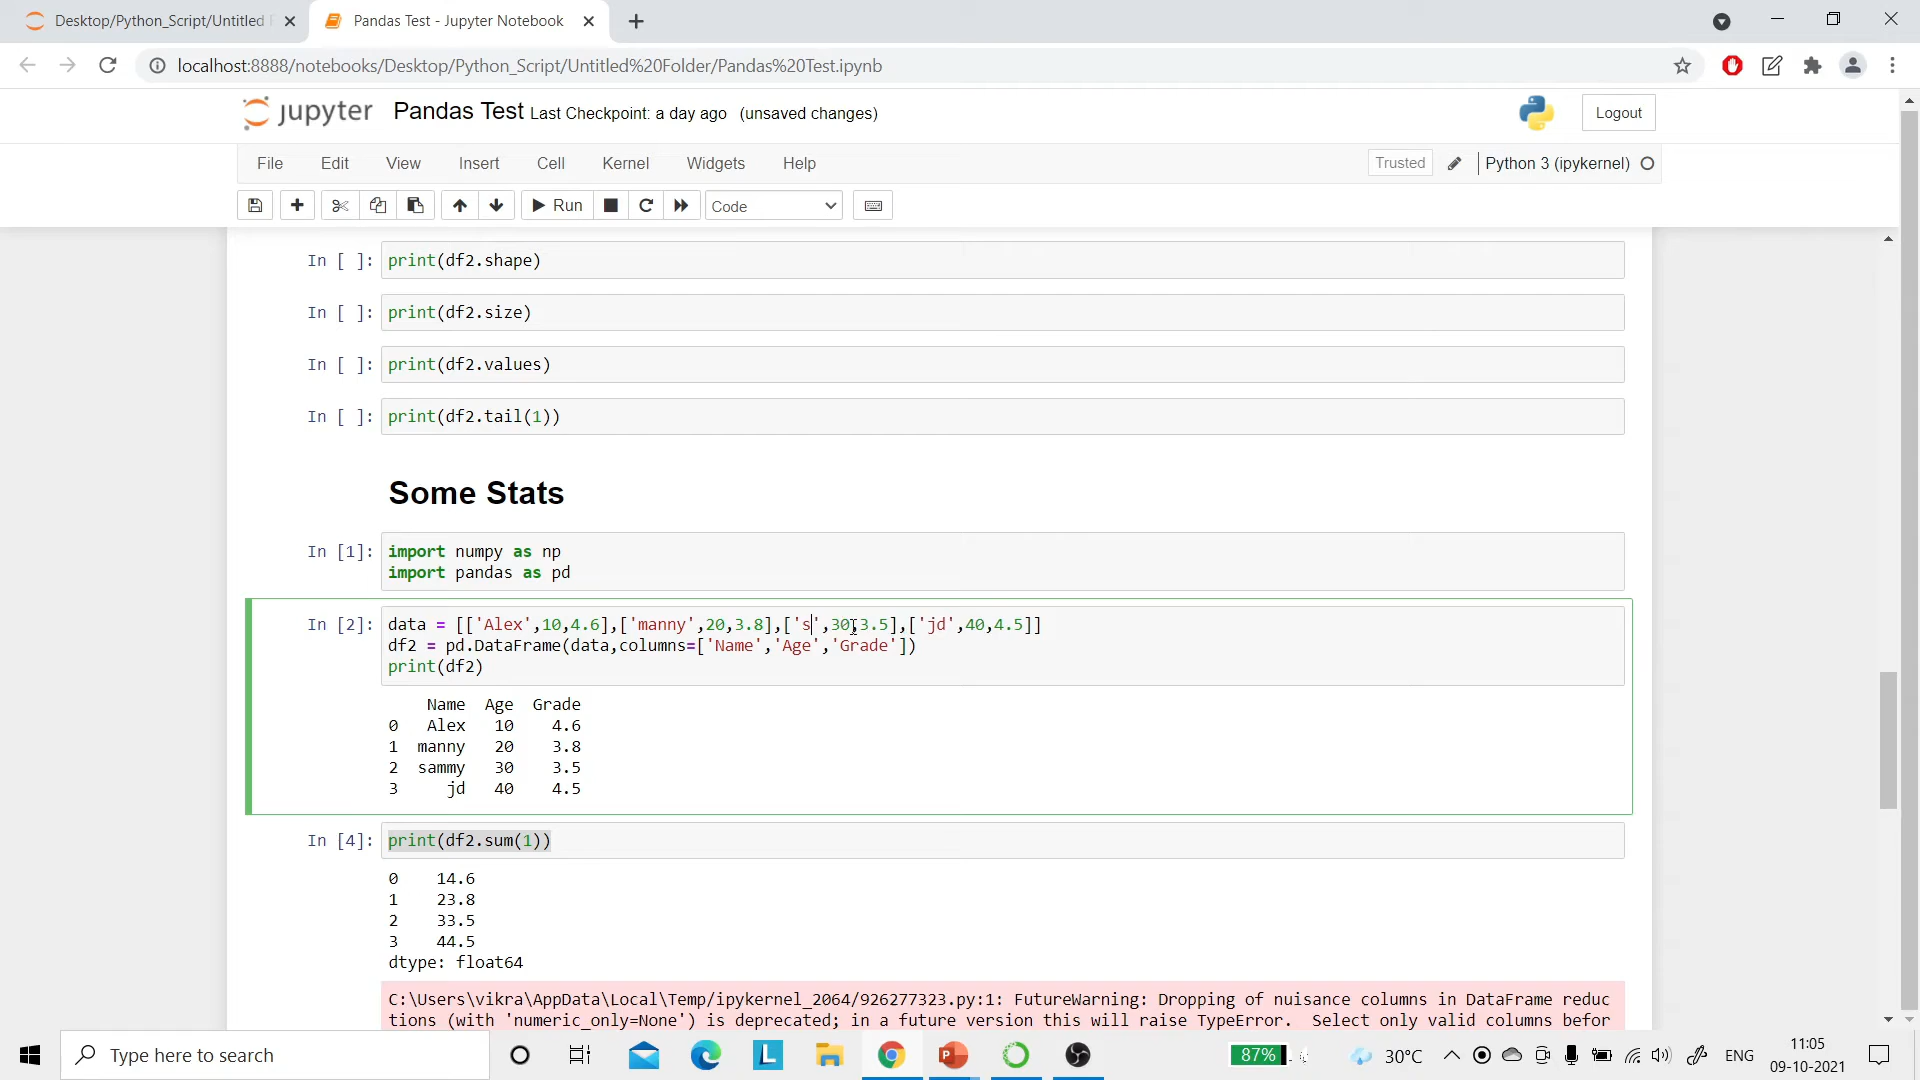 Desktop/Python_Script/Untitled F
Pandas Test - Jupyter Notebook
localhost:8888/notebooks/Desktop/Python_Script/Untitled%20Folder/Pandas%20Test.ipynb
jupyter Pandas Test Last Checkpoint: a day ago (unsaved changes)
Logout
File Edit View Insert Cell Kernel Widgets Help
Trusted Python 3 (ipykernel)
Run Code
In [ ]: print(df2.shape)
In [ ]: print(df2.size)
In [ ]: print(df2.values)
In [ ]: print(df2.tail(1))
Some Stats
In [1]: import numpy as np
import pandas as pd
In [2]: data = [['Alex',10,4.6],['manny',20,3.8],['s',30,3.5],['jd',40,4.5]]
df2 = pd.DataFrame(data,columns=['Name','Age','Grade'])
print(df2)
Name Age Grade
0 Alex 10 4.6
1 manny 20 3.8
2 sammy 30 3.5
3 jd 40 4.5
In [4]: print(df2.sum(1))
0 14.6
1 23.8
2 33.5
3 44.5
dtype: float64
C:\Users\vikra\AppData\Local\Temp/ipykernel_2064/926277323.py:1: FutureWarning: Dropping of nuisance columns in DataFrame reduc
tions (with 'numeric_only=None') is deprecated; in a future version this will raise TypeError. Select only valid columns befor
Type here to search
L
P
87%
30°C
ENG
11:05
09-10-2021